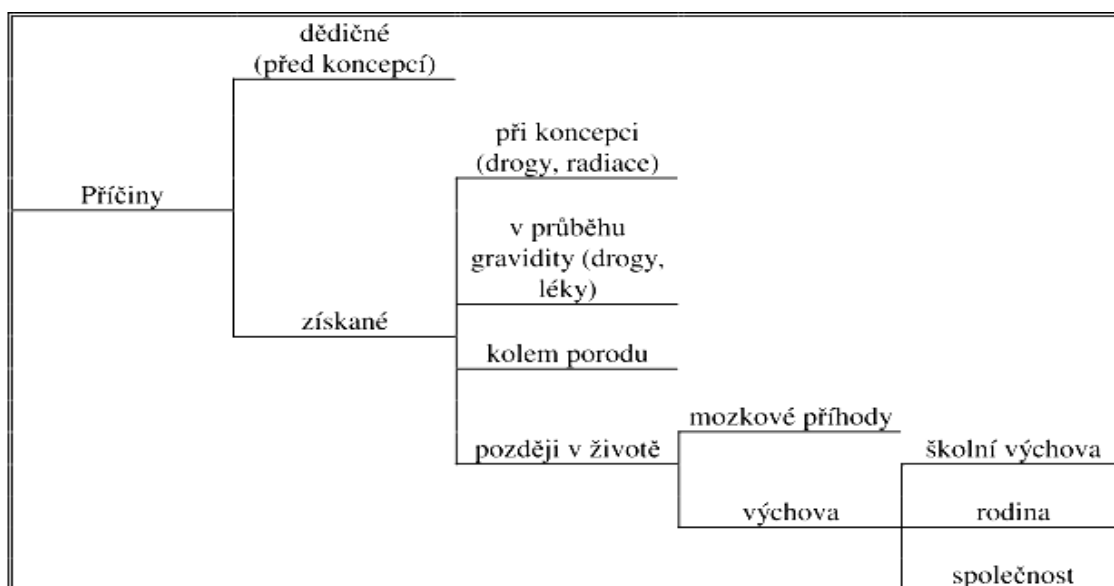 dědičné
(před koncepcí)
při koncepci
(drogy, radiace)
Příčiny
v průběhu
gravidity (drogy,
léky)
získané
kolem porodu
mozkové příhody
později v životě
školní výchova
výchova
rodina
společnost